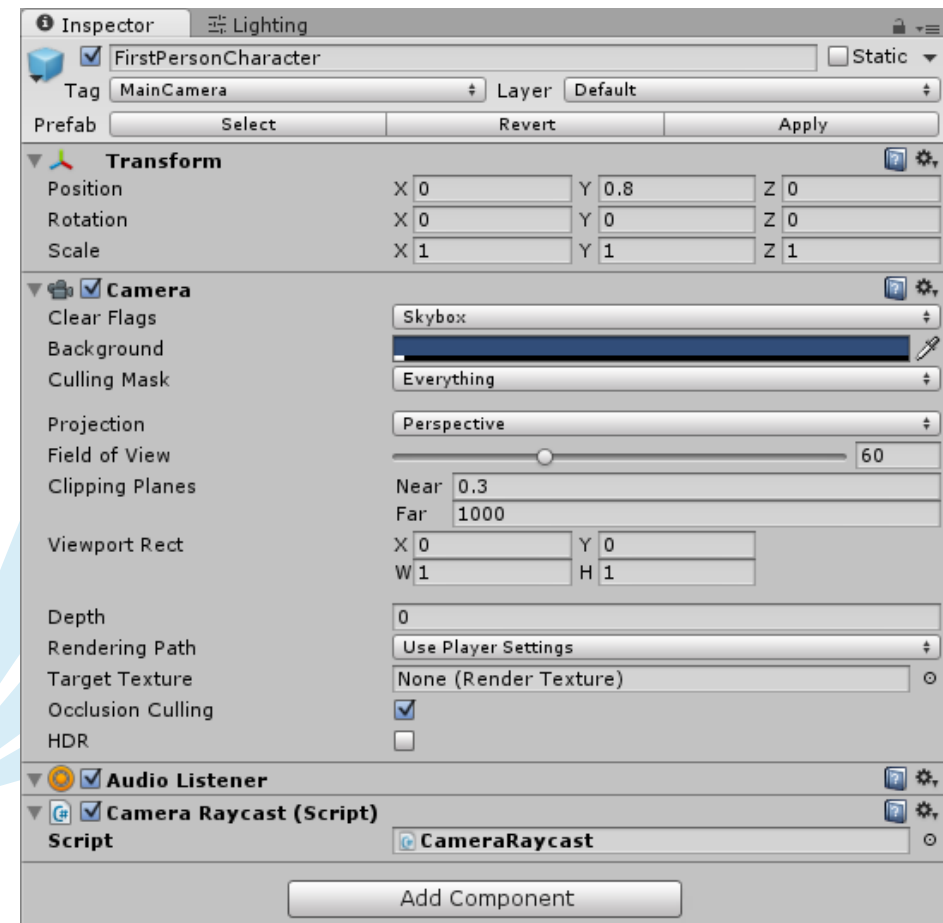 Inspector Lighting
FirstPersonCharacter Static
Tag MainCamera Layer Default
Prefab Select Revert Apply
Transform
Position X 0 Y 0.8 Z 0
Rotation X 0 Y 0 Z 0
Scale X 1 Y 1 Z 1
Camera
Clear Flags Skybox
Background
Culling Mask Everything
Projection Perspective
Field of View 60
Clipping Planes Near 0.3
Far 1000
Viewport Rect X 0 Y 0
W 1 H 1
Depth 0
Rendering Path Use Player Settings
Target Texture None (Render Texture)
Occlusion Culling
HDR
Audio Listener
Camera Raycast (Script)
Script CameraRaycast
Add Component